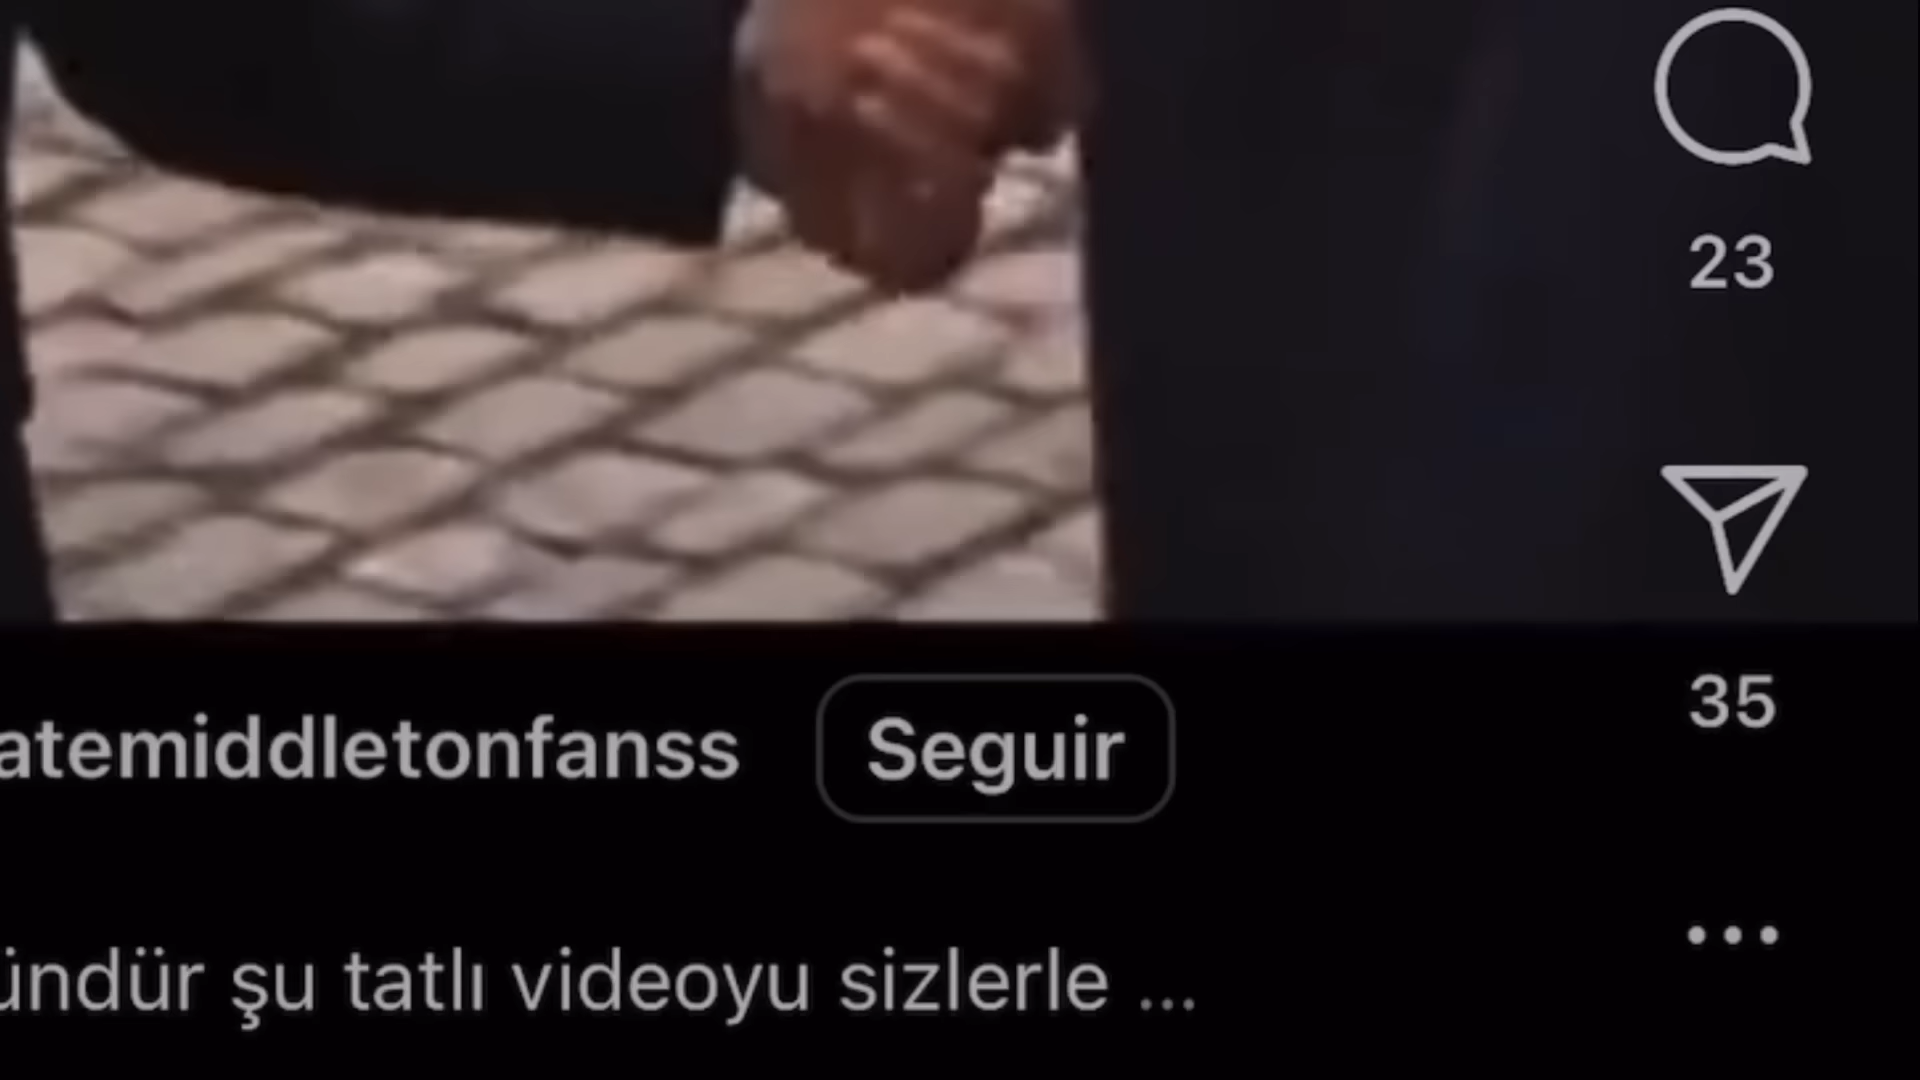 23
35
atemiddletonfanss
Seguir
ündür şu tatlı videoyu sizlerle ...